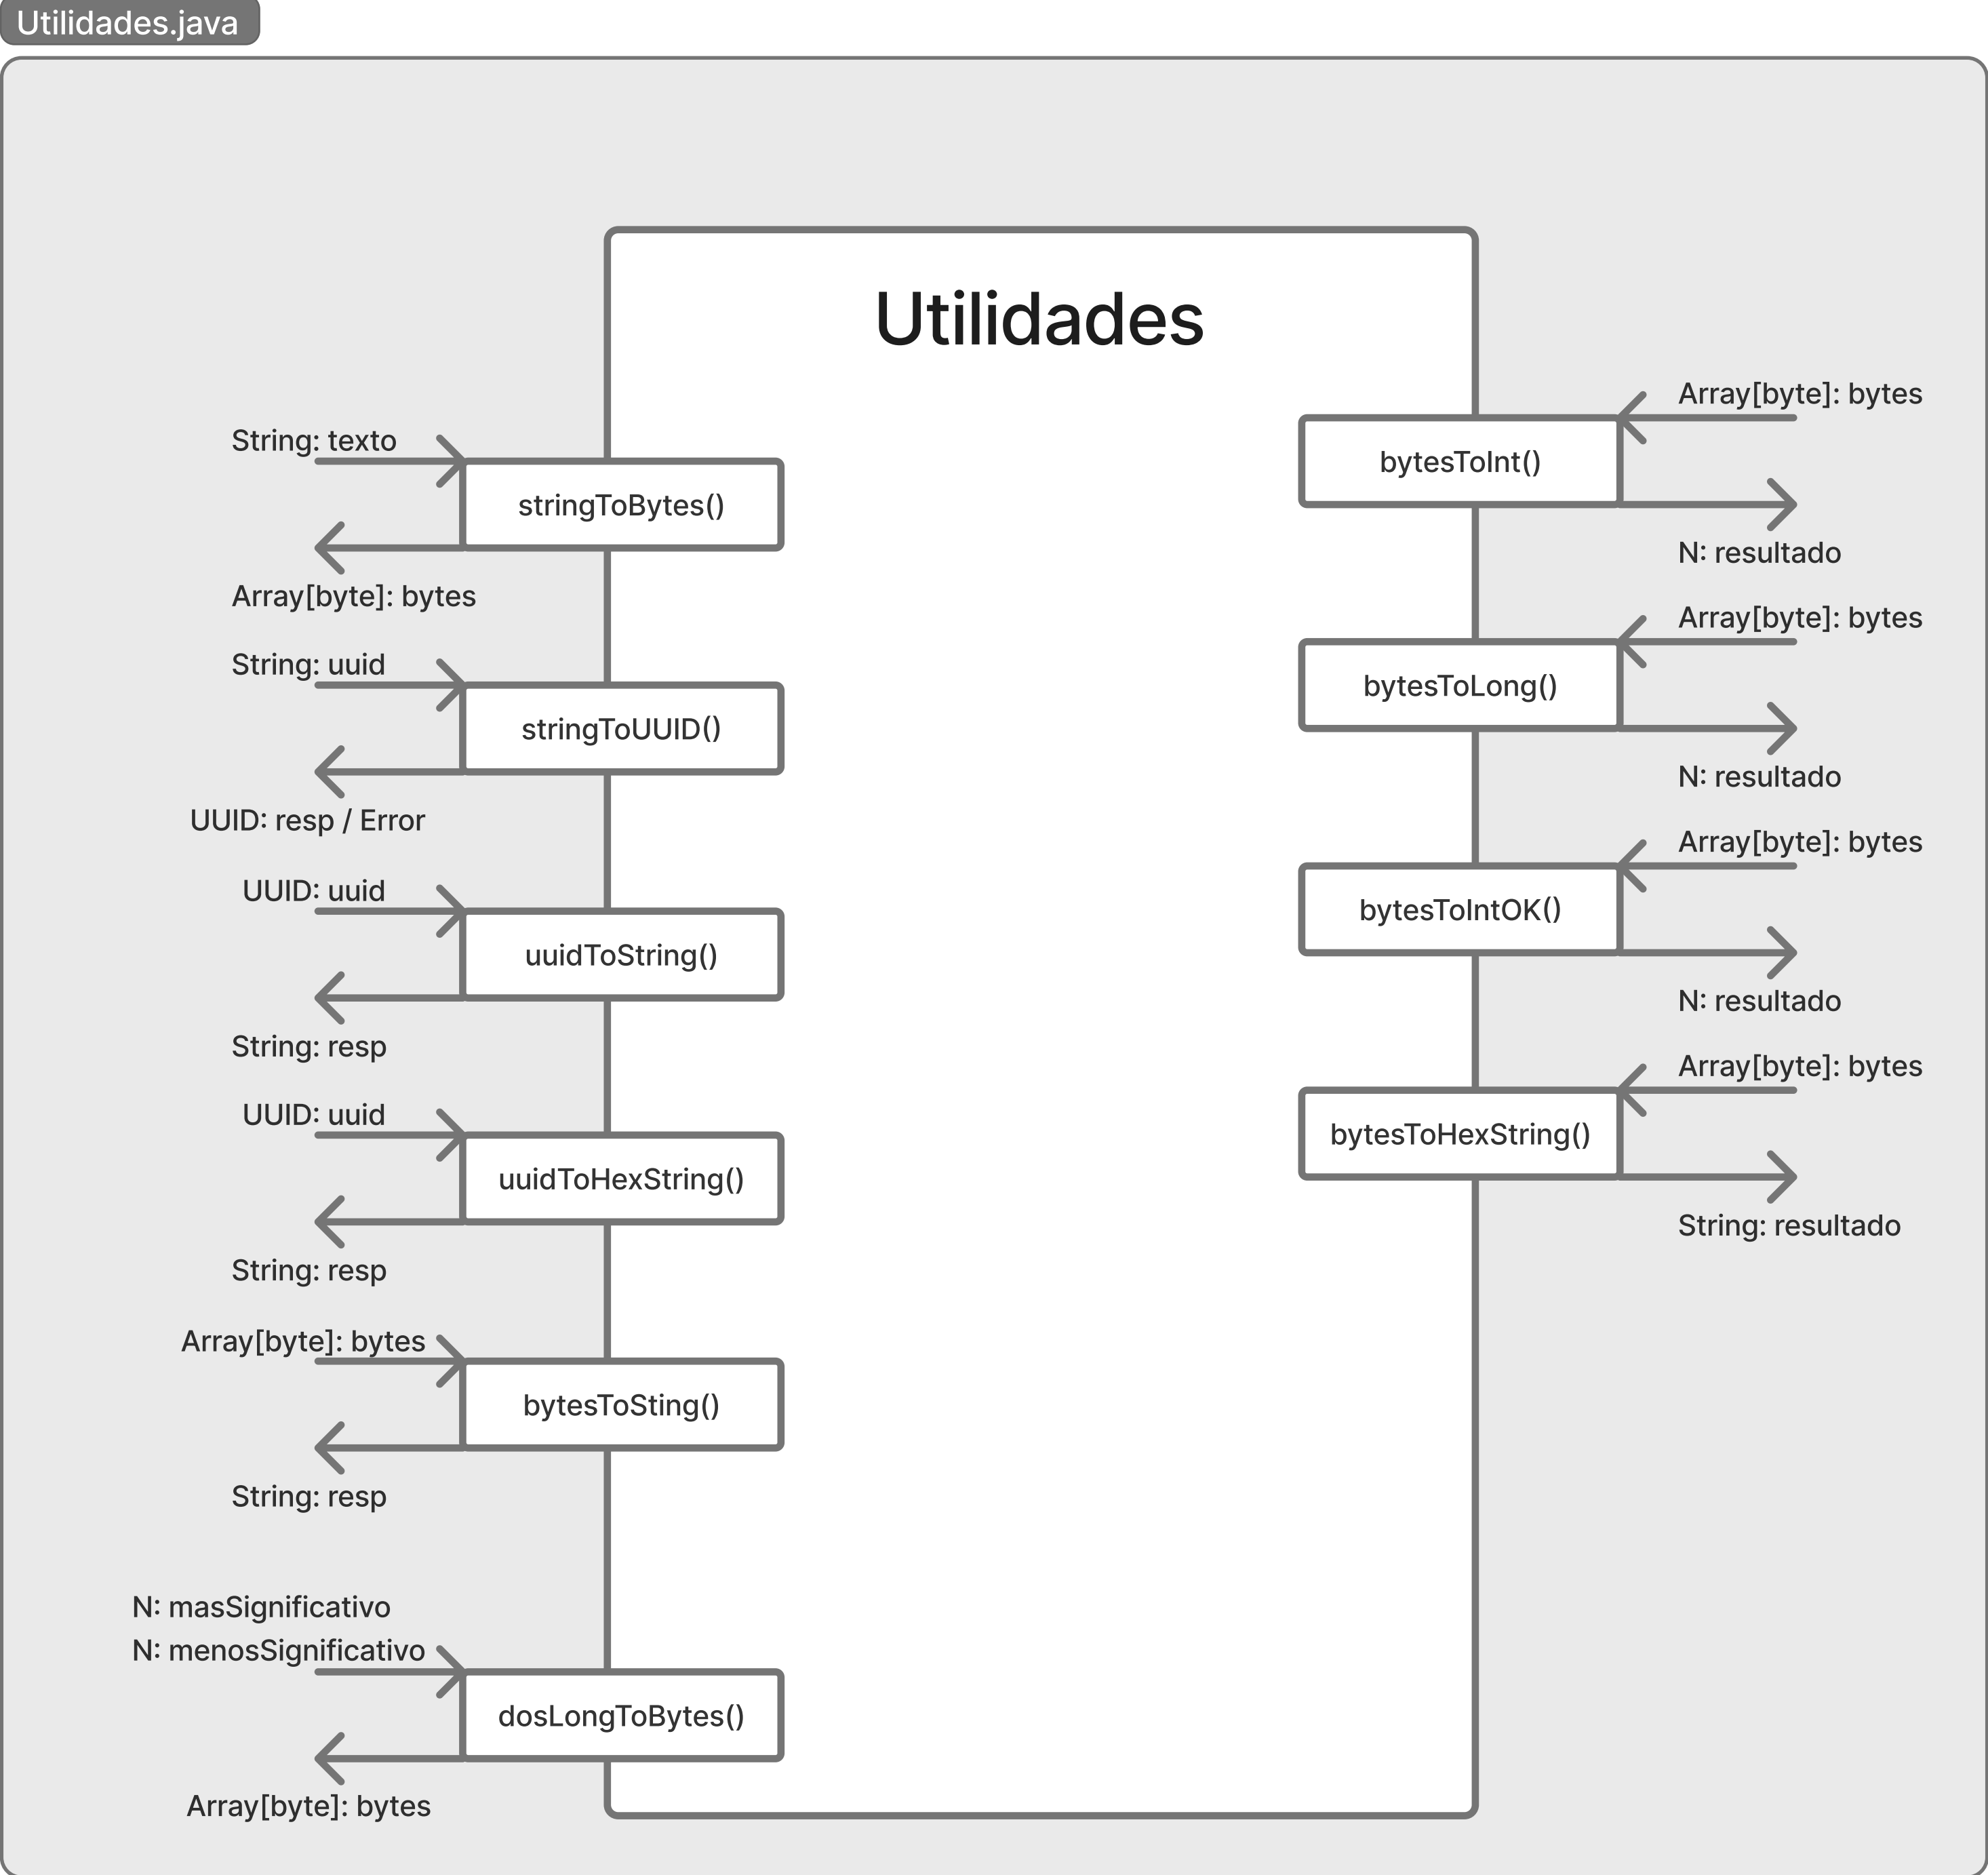 Utilidades.java
Utilidades
String: texto
stringToBytes()
Array[byte]: bytes
String: uuid
stringToUUID()
UUID: resp / Error
UUID: uuid
uuidToString()
String: resp
UUID: uuid
uuidToHexString()
String: resp
Array[byte]: bytes
bytesToSting()
String: resp
N: masSignificativo
N: menosSignificativo
dosLongToBytes()
Array[byte]: bytes
Array[byte]: bytes
bytesToInt()
N: resultado
Array[byte]: bytes
bytesToLong()
N: resultado
Array[byte]: bytes
bytesToIntOK()
N: resultado
Array[byte]: bytes
bytesToHexString()
String: resultado